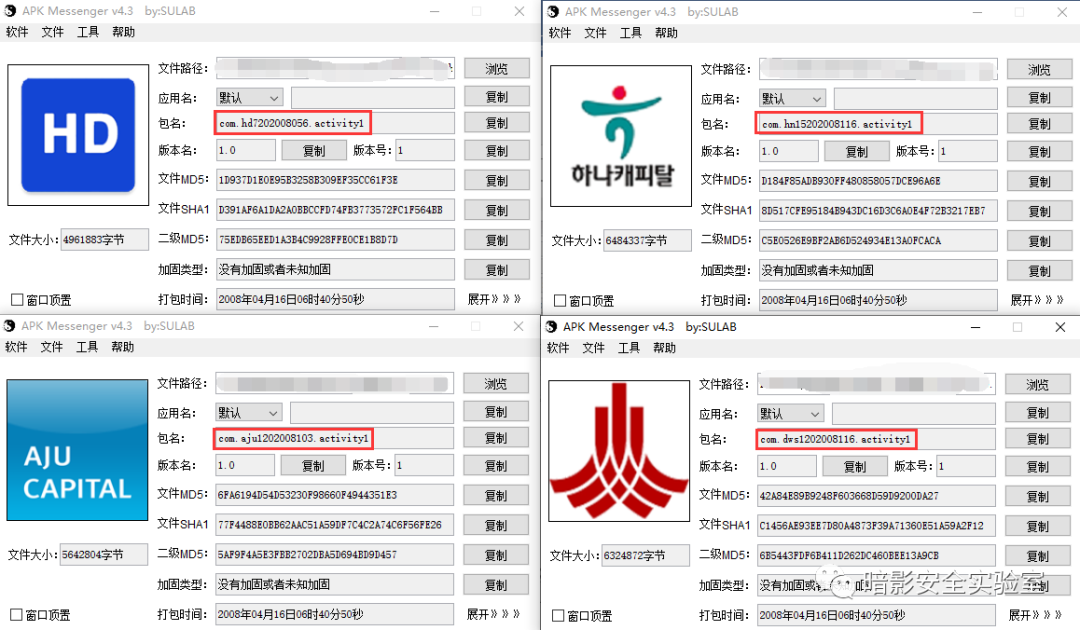 APK Messenger v4.3 by:SULAB
软件 文件 工具 帮助
HD
文件路径: 浏览
应用名: 默认 复制
包名: com.hd7202008056.activity1 复制
版本名: 1.0 复制 版本号: 1 复制
文件MD5: 1D937D1E0E95B3258B309EF35CC61F3E 复制
文件SHA1 D391AF6A1DA2A0BBCCFD74FB3773572FC1F564BB 复制
文件大小: 4961883字节 二级MD5: 75EDB65EED1A3B4C9928FFE0CE1B8D7D 复制
加固类型: 没有加固或者未知加固 复制
窗口顶置 打包时间: 2008年04月16日06时40分50秒 展开》》》
APK Messenger v4.3 by:SULAB
软件 文件 工具 帮助
하나캐피탈
文件路径: 浏览
应用名: 默认 复制
包名: com.hn15202008116.activity1 复制
版本名: 1.0 复制 版本号: 1 复制
文件MD5: D184F85ADB930FF480858057DCE96A6E 复制
文件SHA1 8D517CFE95184B943DC16D3C6A0E4F72B3217EB7 复制
文件大小: 6484337字节 二级MD5: C5E0526E9BF2AB6D524934E13A0FCACA 复制
加固类型: 没有加固或者未知加固 复制
窗口顶置 打包时间: 2008年04月16日06时40分50秒 展开》》》
APK Messenger v4.3 by:SULAB
软件 文件 工具 帮助
AJU
CAPITAL
文件路径: 浏览
应用名: 默认 复制
包名: com.aju1202008103.activity1 复制
版本名: 1.0 复制 版本号: 1 复制
文件MD5: 6FA6194D54D53230F98660F4944351E3 复制
文件SHA1 77F4488E0BB62AAC51A59DF7C4C2A74C6F56FE26 复制
文件大小: 5642804字节 二级MD5: 5AF9F4A5E3FBB2702DBA5D694BD9D457 复制
加固类型: 没有加固或者未知加固 复制
窗口顶置 打包时间: 2008年04月16日06时40分50秒 展开》》》
APK Messenger v4.3 by:SULAB
软件 文件 工具 帮助
文件路径: 浏览
应用名: 默认 复制
包名: com.dws1202008116.activity1 复制
版本名: 1.0 复制 版本号: 1 复制
文件MD5: 42A84E89B9248F603668D59D9200DA27 复制
文件SHA1 C1456AE93EE7D80A4873F39A71360E51A59A2F12 复制
文件大小: 6324872字节 二级MD5: 6B5443FDF6B411D262DC460BEE13A9CB 复制
加固类型: 没有加固或
暗影安全实验室
窗口顶置 打包时间: 2008年04月16日06时40分50秒 展开》》》